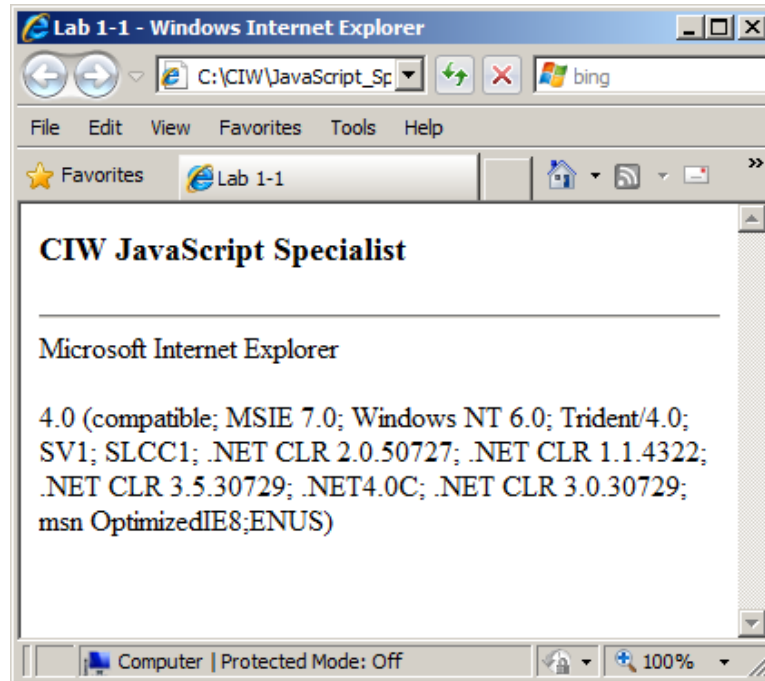 Lab 1-1 - Windows Internet Explorer
C:\CIW\JavaScript_Sp
bing
File Edit View Favorites Tools Help
Favorites
Lab 1-1
»
CIW JavaScript Specialist
Microsoft Internet Explorer
4.0 (compatible; MSIE 7.0; Windows NT 6.0; Trident/4.0;
SV1; SLCC1; .NET CLR 2.0.50727; .NET CLR 1.1.4322;
.NET CLR 3.5.30729; .NET4.0C; .NET CLR 3.0.30729;
msn OptimizedIE8;ENUS)
Computer | Protected Mode: Off
100%